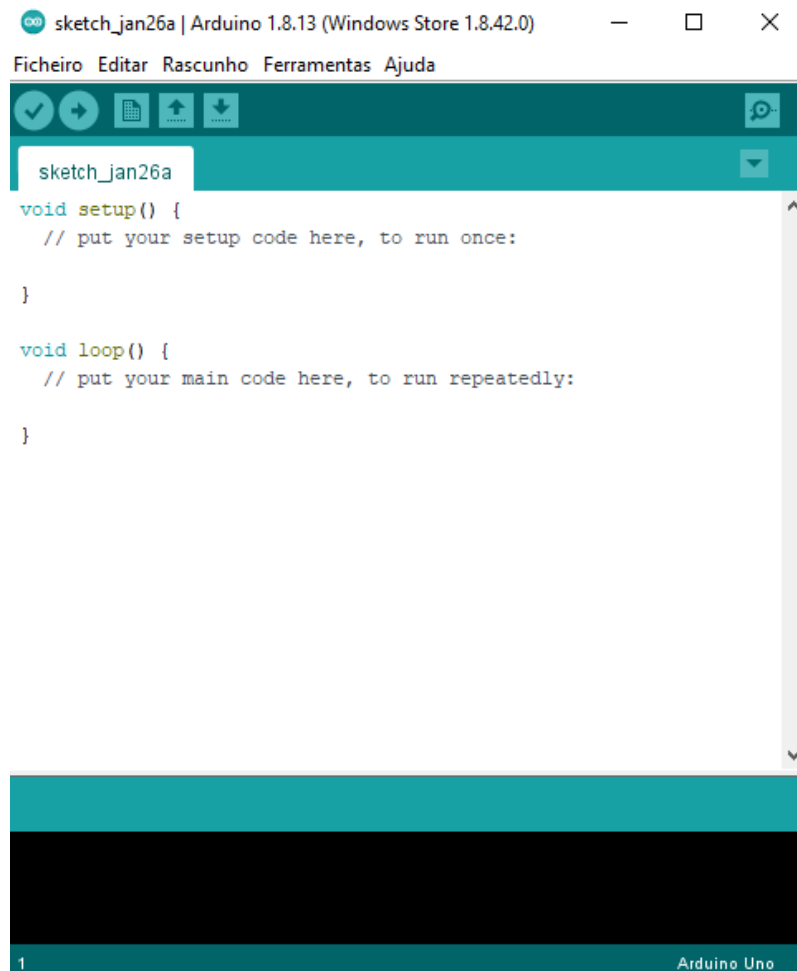 sketch_jan26a | Arduino 1.8.13 (Windows Store 1.8.42.0)
Ficheiro Editar Rascunho Ferramentas Ajuda
sketch_jan26a
void setup() {
  // put your setup code here, to run once:
}
void loop() {
  // put your main code here, to run repeatedly:
}
1 Arduino Uno